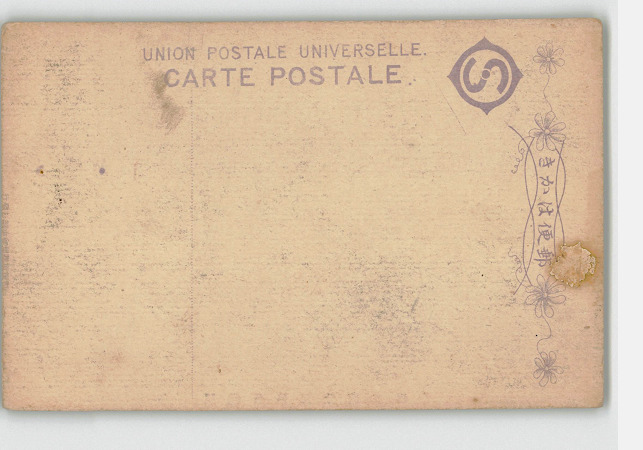 UNION POSTALE UNIVERSELLE.
CARTE POSTALE.
きかは便郵